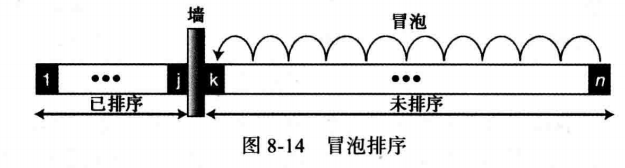 墙
冒泡
1 ••• j k ••• n
已排序 未排序
图 8-14 冒泡排序